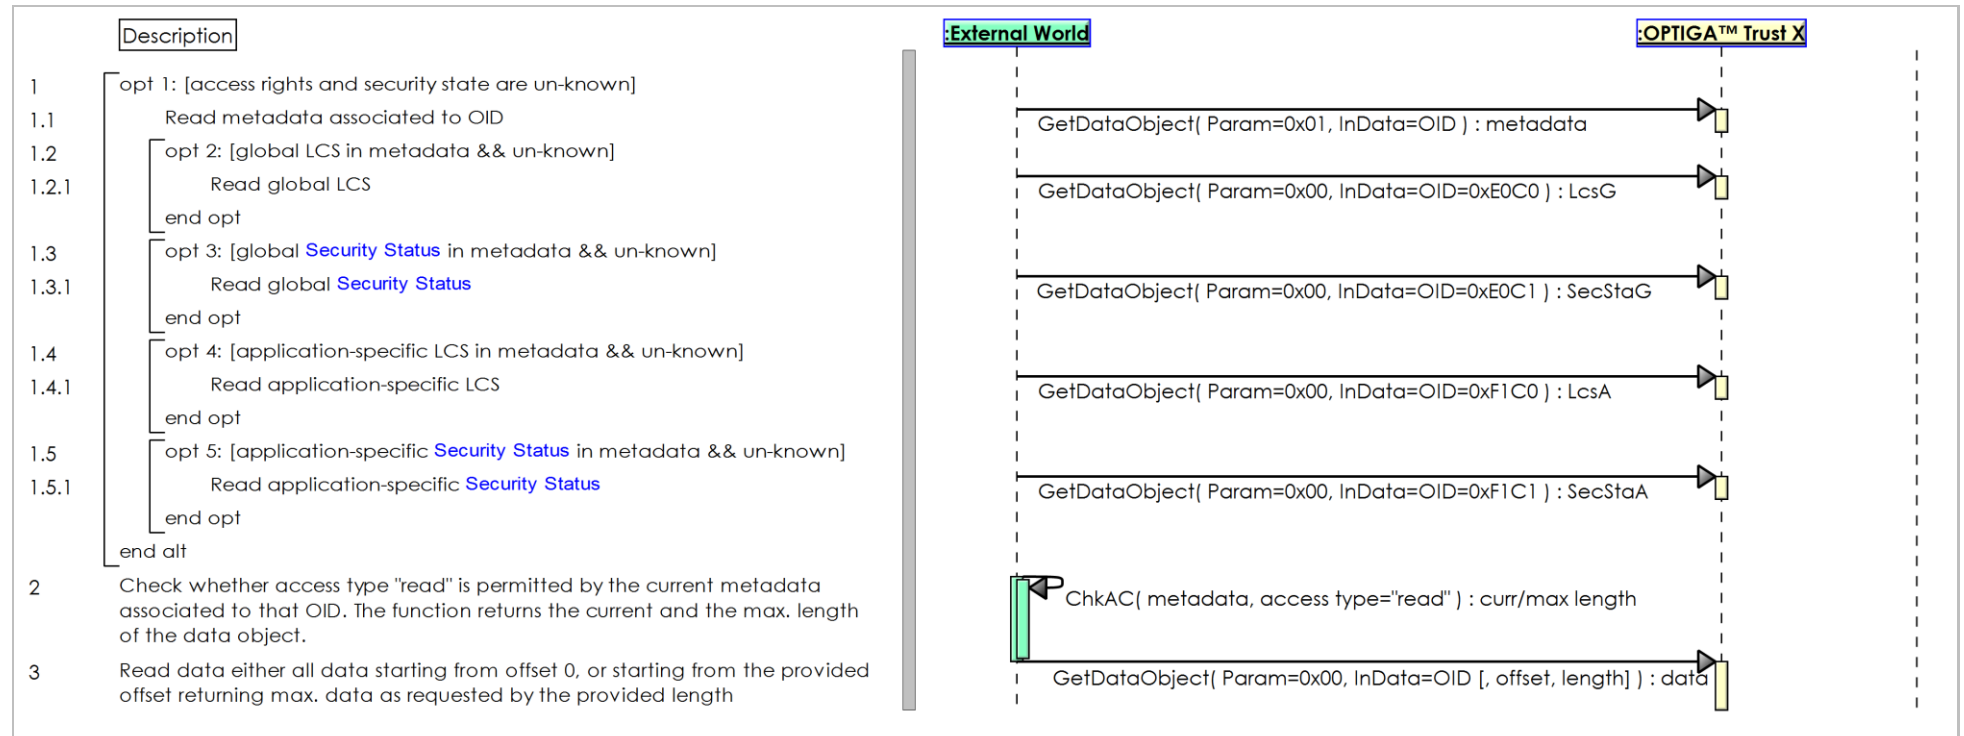 Description
:External World
:OPTIGA™ Trust X
1 opt 1: [access rights and security state are un-known]
1.1 Read metadata associated to OID
GetDataObject( Param=0x01, InData=OID ) : metadata
1.2 opt 2: [global LCS in metadata && un-known]
1.2.1 Read global LCS
GetDataObject( Param=0x00, InData=OID=0xE0C0 ) : LcsG
end opt
1.3 opt 3: [global Security Status in metadata && un-known]
1.3.1 Read global Security Status
GetDataObject( Param=0x00, InData=OID=0xE0C1 ) : SecStaG
end opt
1.4 opt 4: [application-specific LCS in metadata && un-known]
1.4.1 Read application-specific LCS
GetDataObject( Param=0x00, InData=OID=0xF1C0 ) : LcsA
end opt
1.5 opt 5: [application-specific Security Status in metadata && un-known]
1.5.1 Read application-specific Security Status
GetDataObject( Param=0x00, InData=OID=0xF1C1 ) : SecStaA
end opt
end alt
2 Check whether access type "read" is permitted by the current metadata
associated to that OID. The function returns the current and the max. length
of the data object.
ChkAC( metadata, access type="read" ) : curr/max length
3 Read data either all data starting from offset 0, or starting from the provided
offset returning max. data as requested by the provided length
GetDataObject( Param=0x00, InData=OID [, offset, length] ) : data